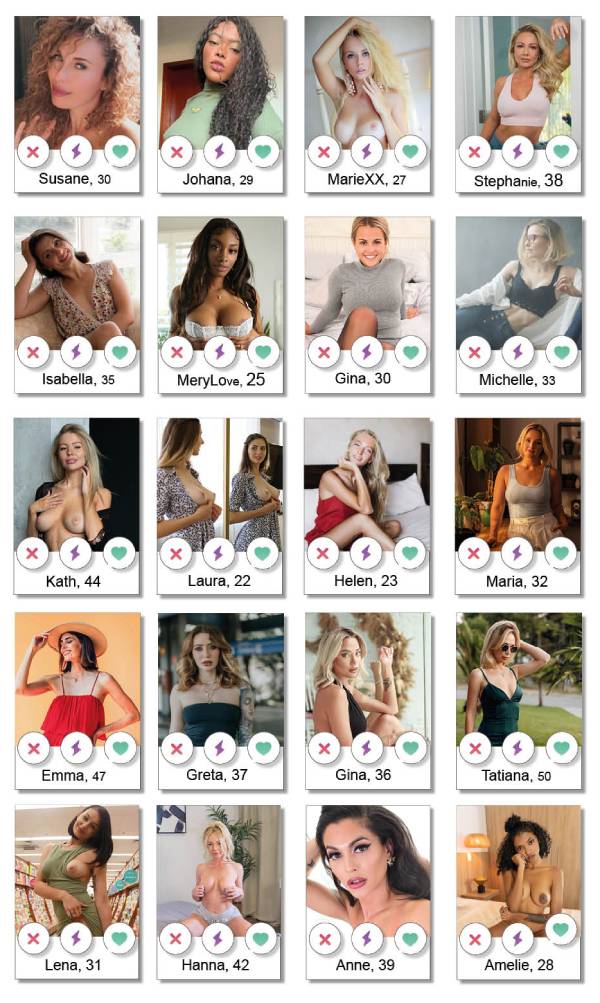 Susane, 30
Johana, 29
MarieXX, 27
Stephanie, 38
Isabella, 35
MeryLove, 25
Gina, 30
Michelle, 33
Kath, 44
Laura, 22
Helen, 23
Maria, 32
Emma, 47
Greta, 37
Gina, 36
Tatiana, 50
Lena, 31
Hanna, 42
Anne, 39
Amelie, 28